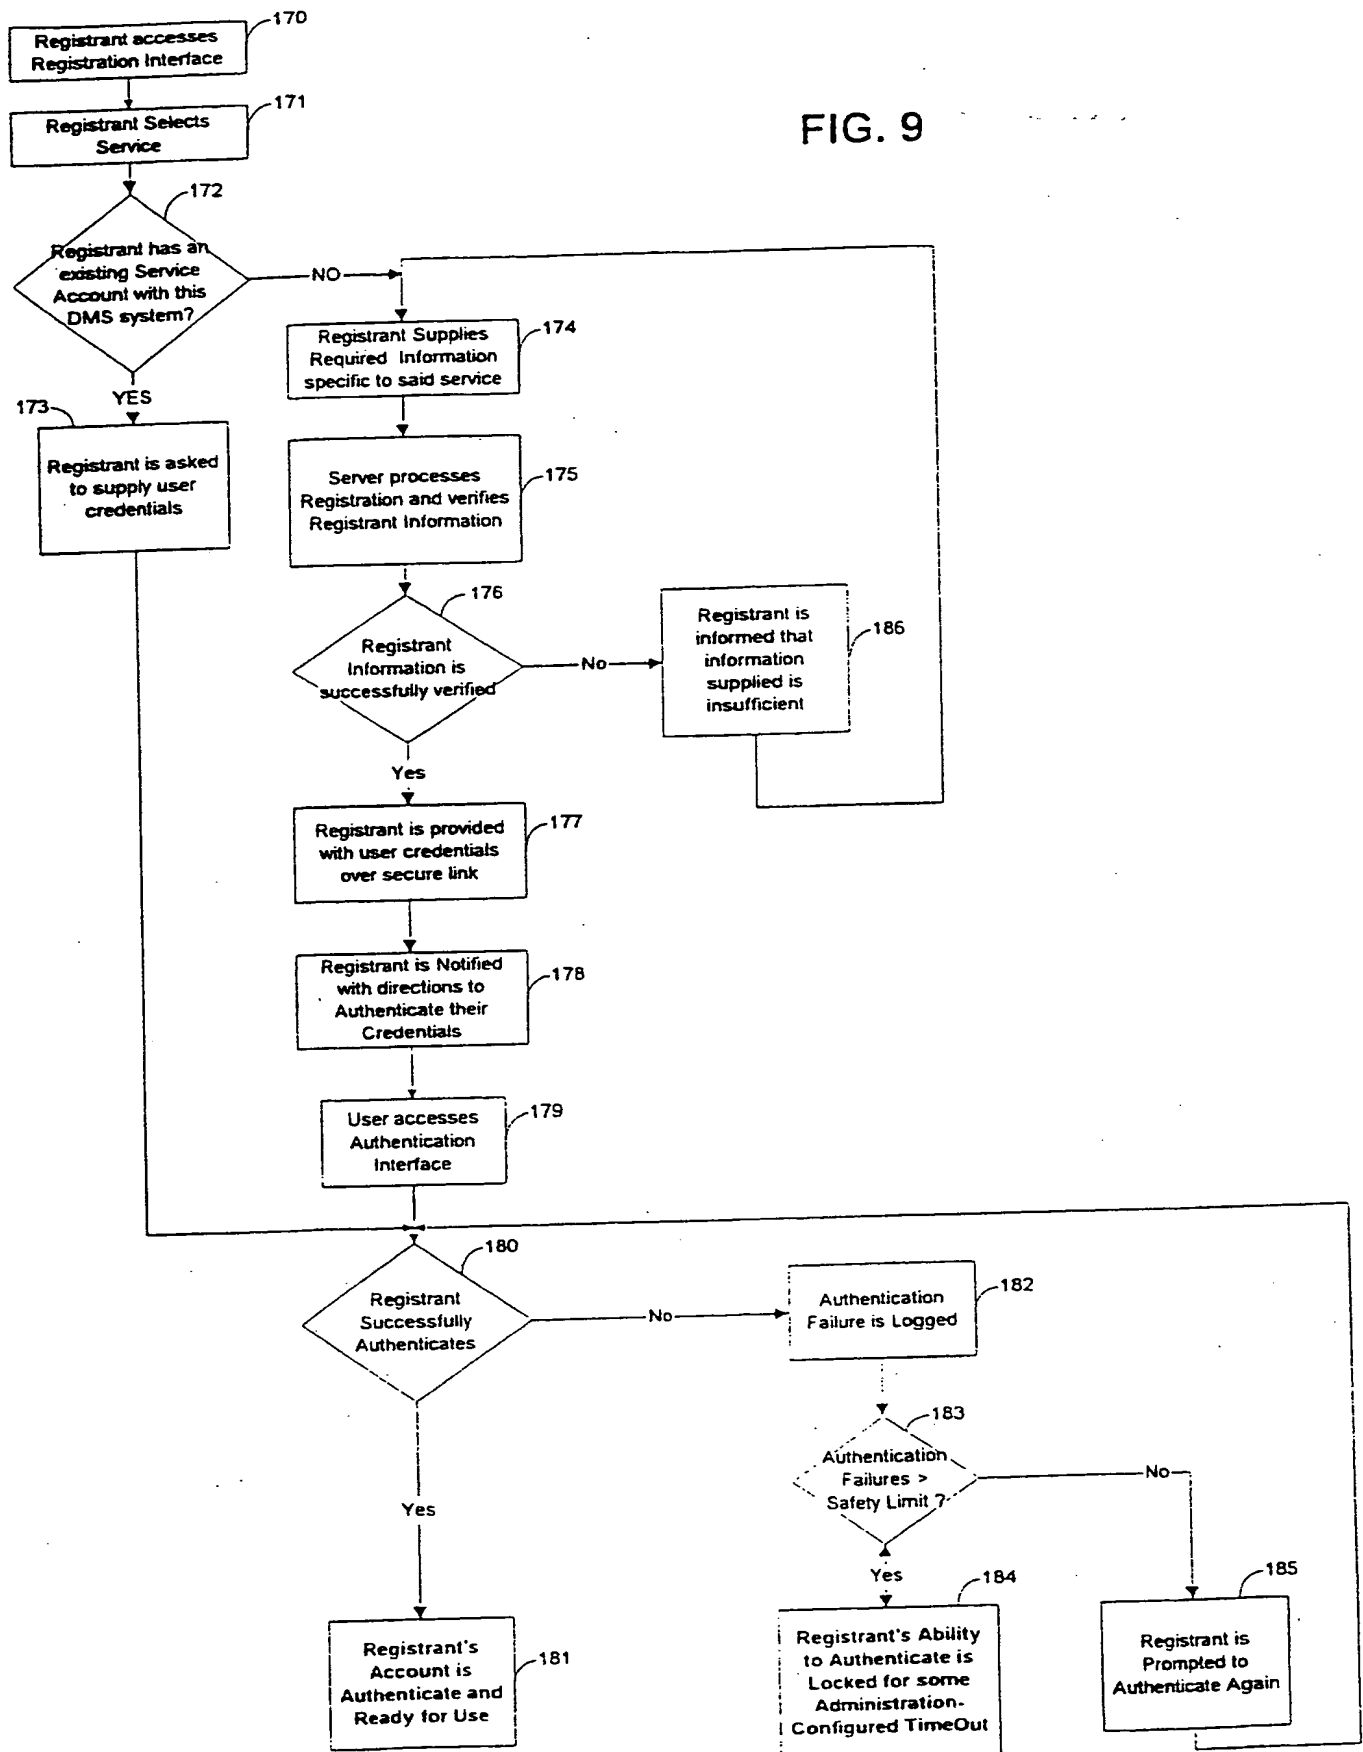 170
Registrant accesses
Registration Interface
171
Registrant Selects
Service
FIG. 9
172
Registrant has an
existing Service
Account with this
DMS system?
NO
YES
173
Registrant is asked
to supply user
credentials
174
Registrant Supplies
Required Information
specific to said service
175
Server processes
Registration and verifies
Registrant Information
176
Registrant
Information is
successfully verified
No
186
Registrant is
informed that
information
supplied is
insufficient
Yes
177
Registrant is provided
with user credentials
over secure link
178
Registrant is Notified
with directions to
Authenticate their
Credentials
179
User accesses
Authentication
Interface
180
Registrant
Successfully
Authenticates
No
182
Authentication
Failure is Logged
183
Authentication
Failures >
Safety Limit ?
No
Yes
Yes
181
Registrant's
Account is
Authenticate and
Ready for Use
184
Registrant's Ability
to Authenticate is
Locked for some
Administration-
Configured TimeOut
185
Registrant is
Prompted to
Authenticate Again